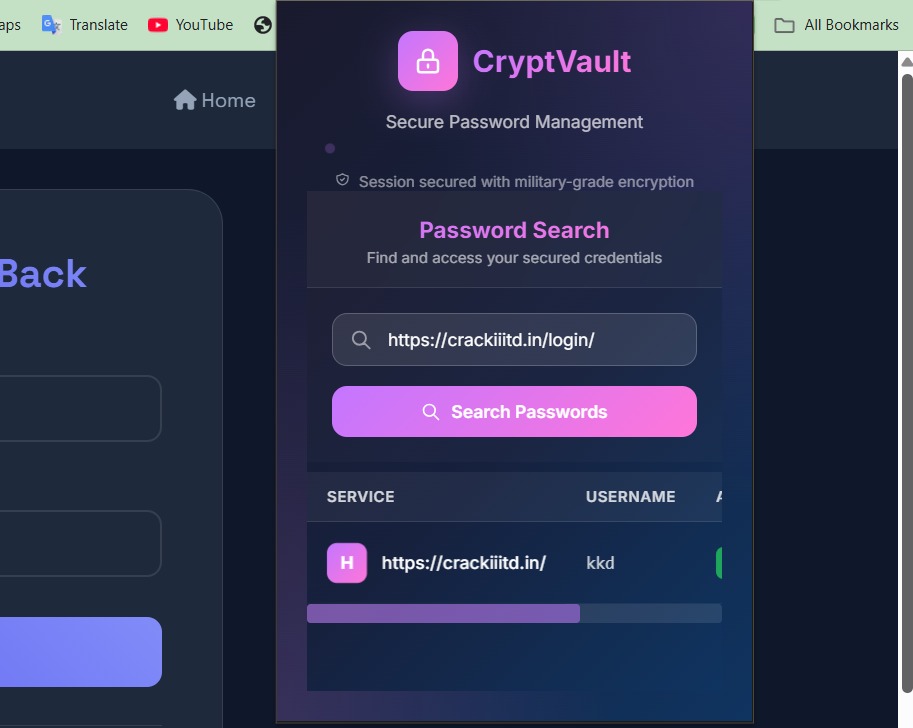 aps Translate YouTube All Bookmarks
CryptVault
Home
Secure Password Management
Session secured with military-grade encryption
Back
Password Search
Find and access your secured credentials
https://crackiiitd.in/login/
Search Passwords
SERVICE USERNAME A
H https://crackiiitd.in/ kkd